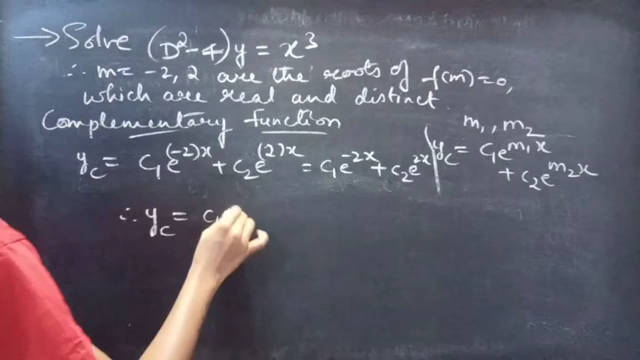 → Solve (D²-4)y = x³
∴ m = -2, 2 are the roots of f(m)=0,
which are real and distinct
Complementary function
m₁, m₂
y_c = c₁e^(-2)x + c₂e^(2)x = c₁e^-2x + c₂e^2x
y_c = c₁e^m₁x
+ c₂e^m₂x
∴ y_c = c₁